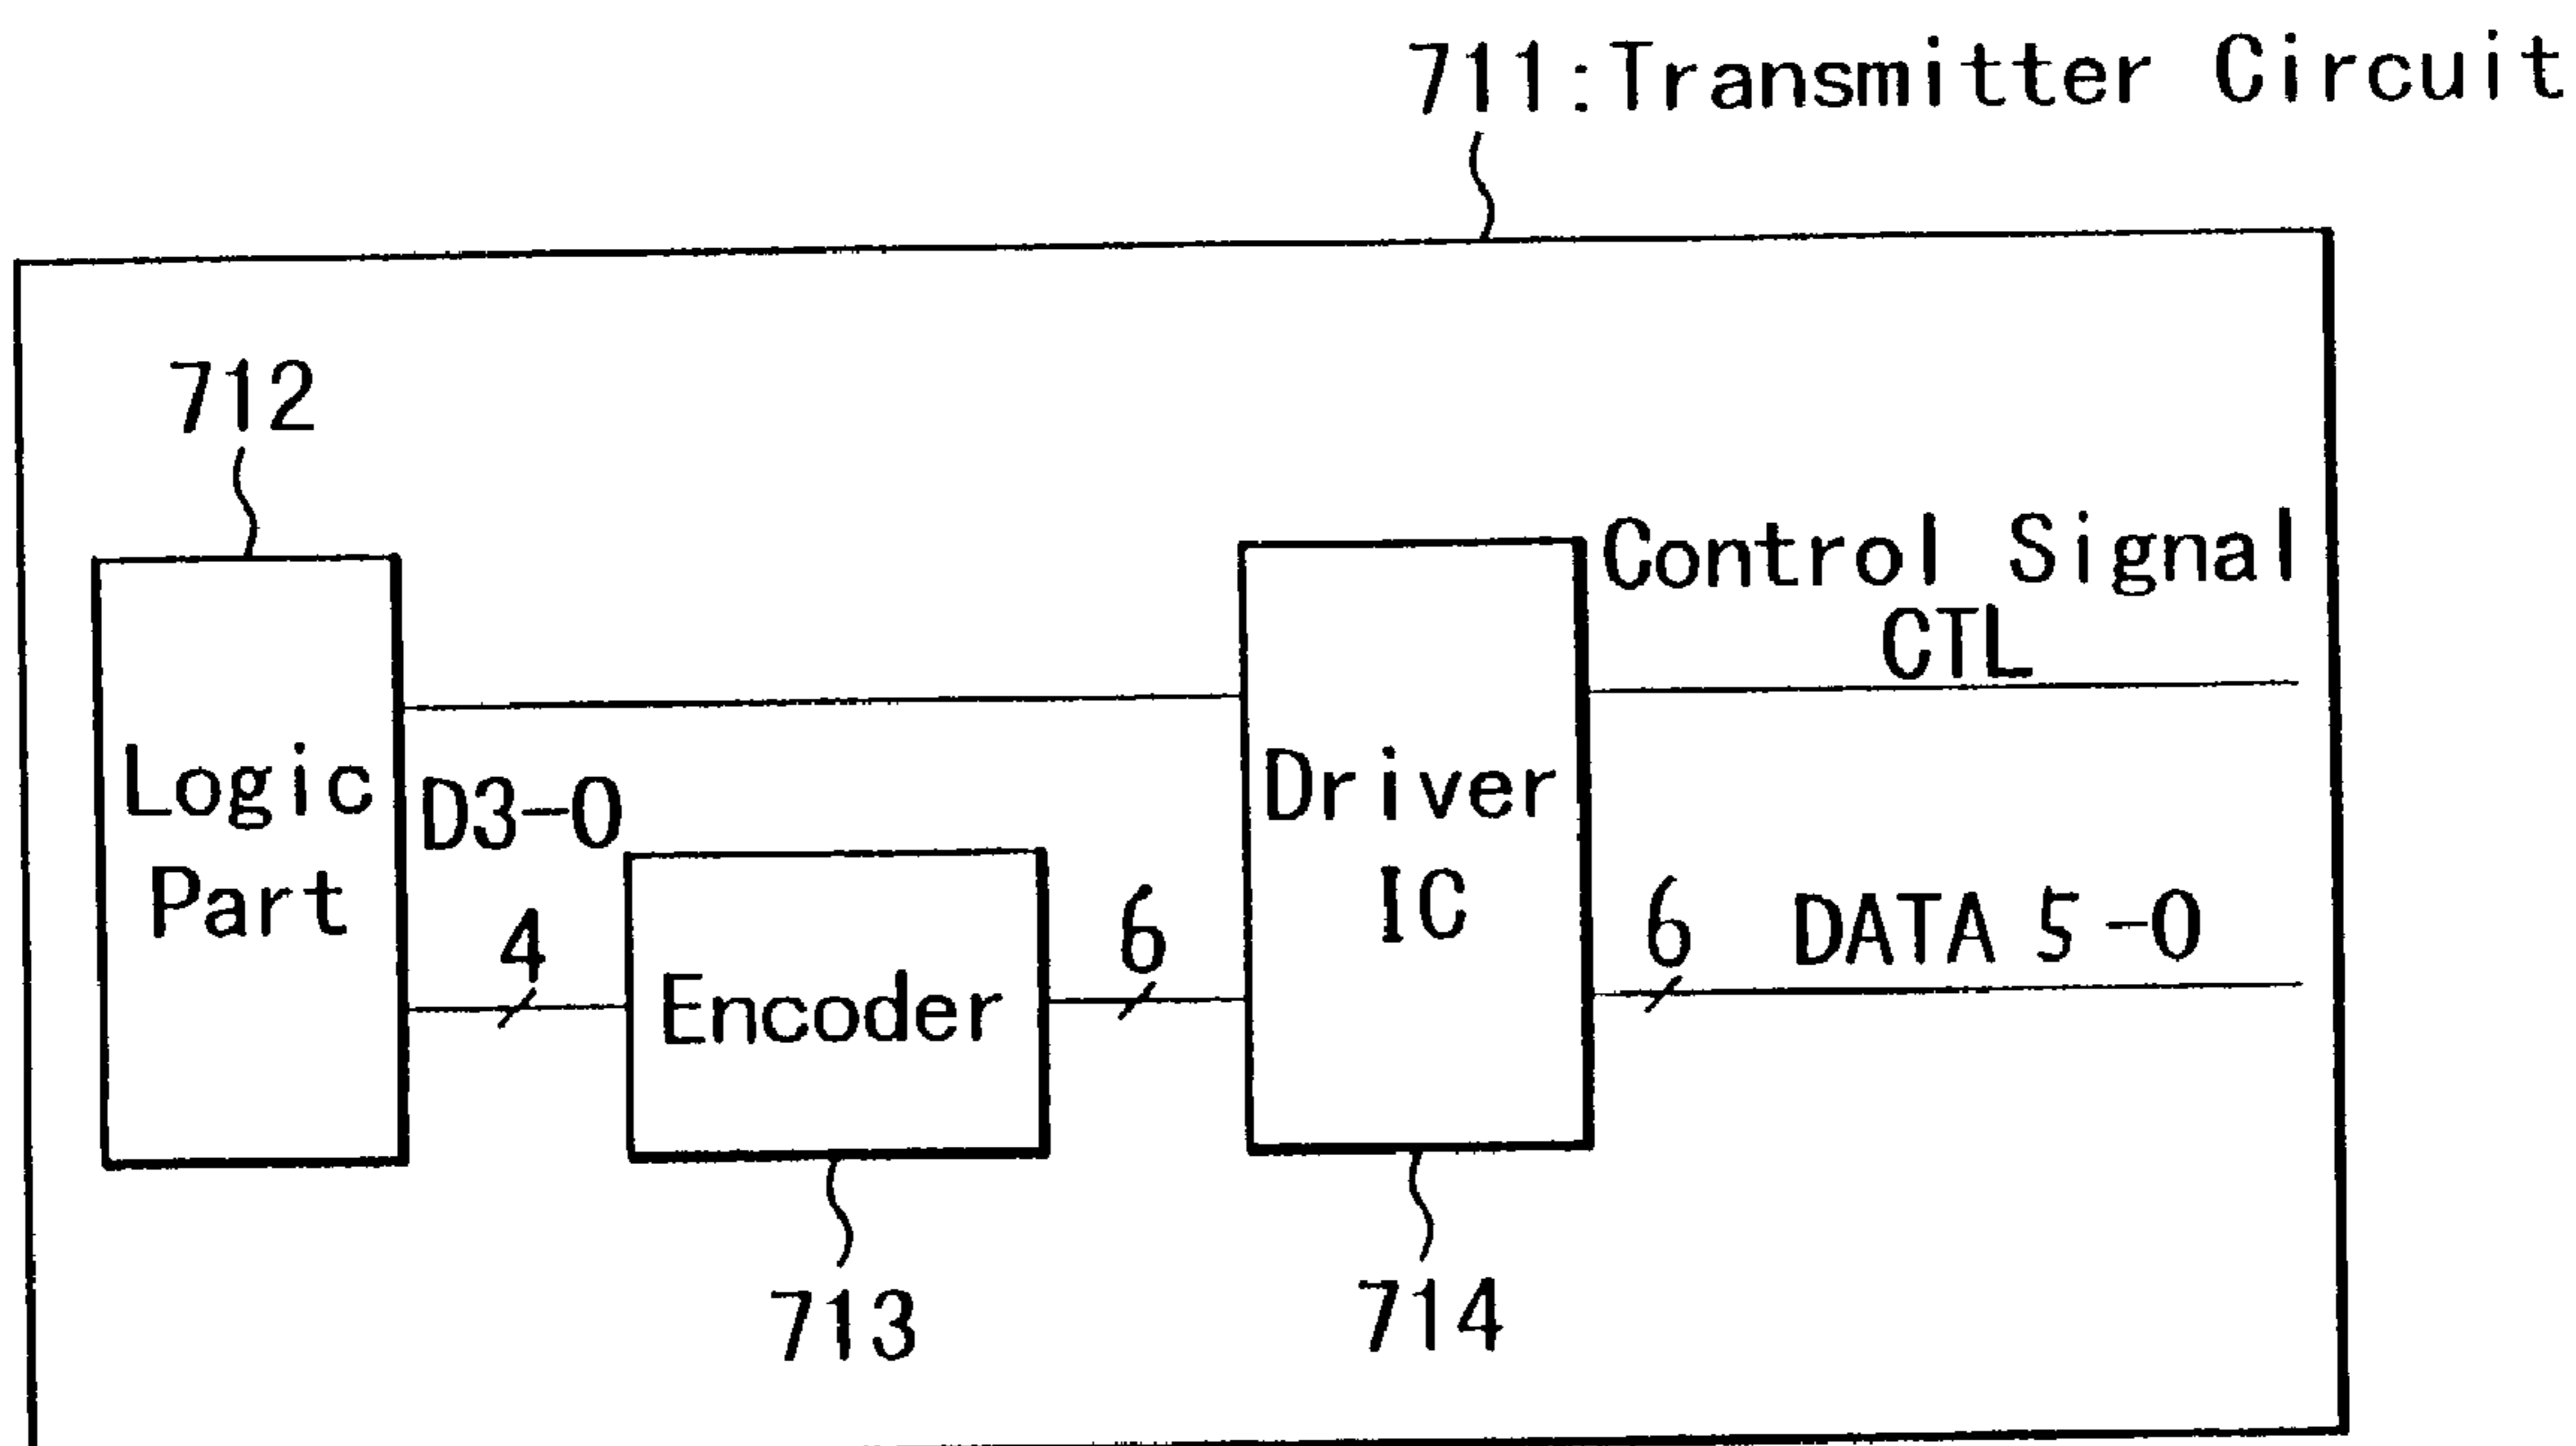 711:Transmitter Circuit
712
Control Signal
CTL
Logic
Part
D3-0
Driver
IC
4
Encoder
6
6
DATA 5-0
713
714